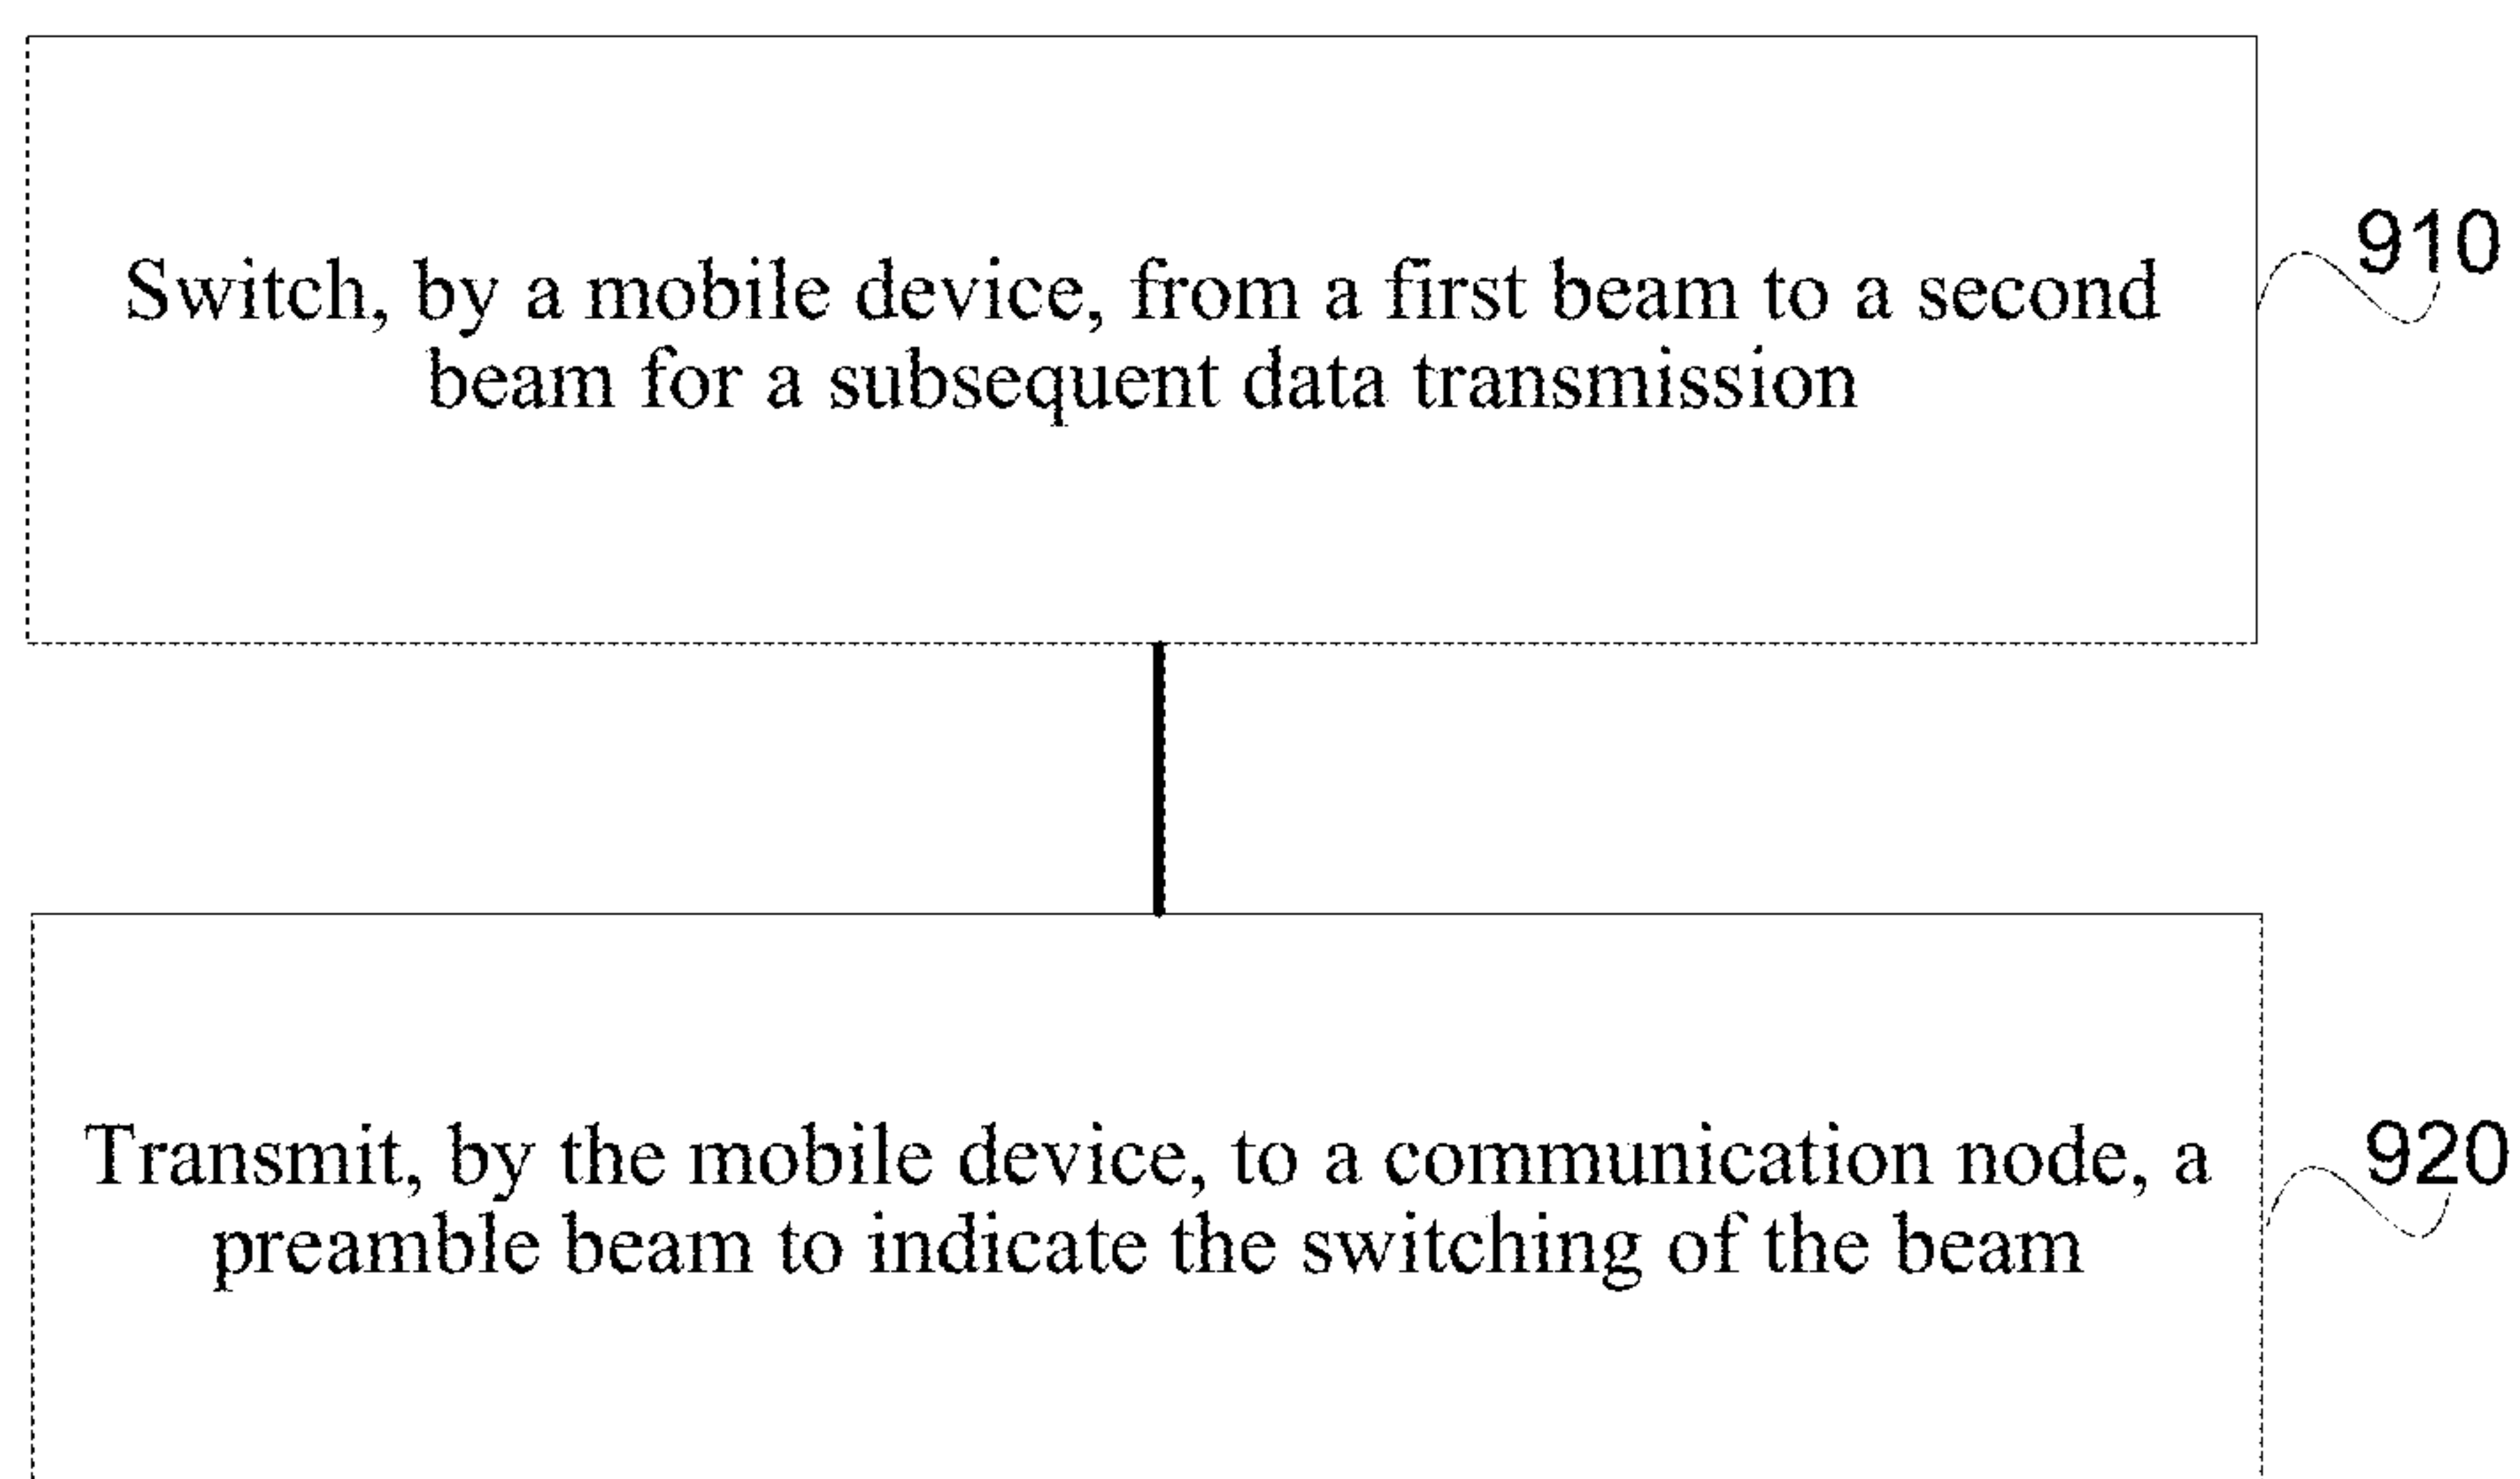 Switch, by a mobile device, from a first beam to a second
beam for a subsequent data transmission
910
Transmit, by the mobile device, to a communication node, a
preamble beam to indicate the switching of the beam
920